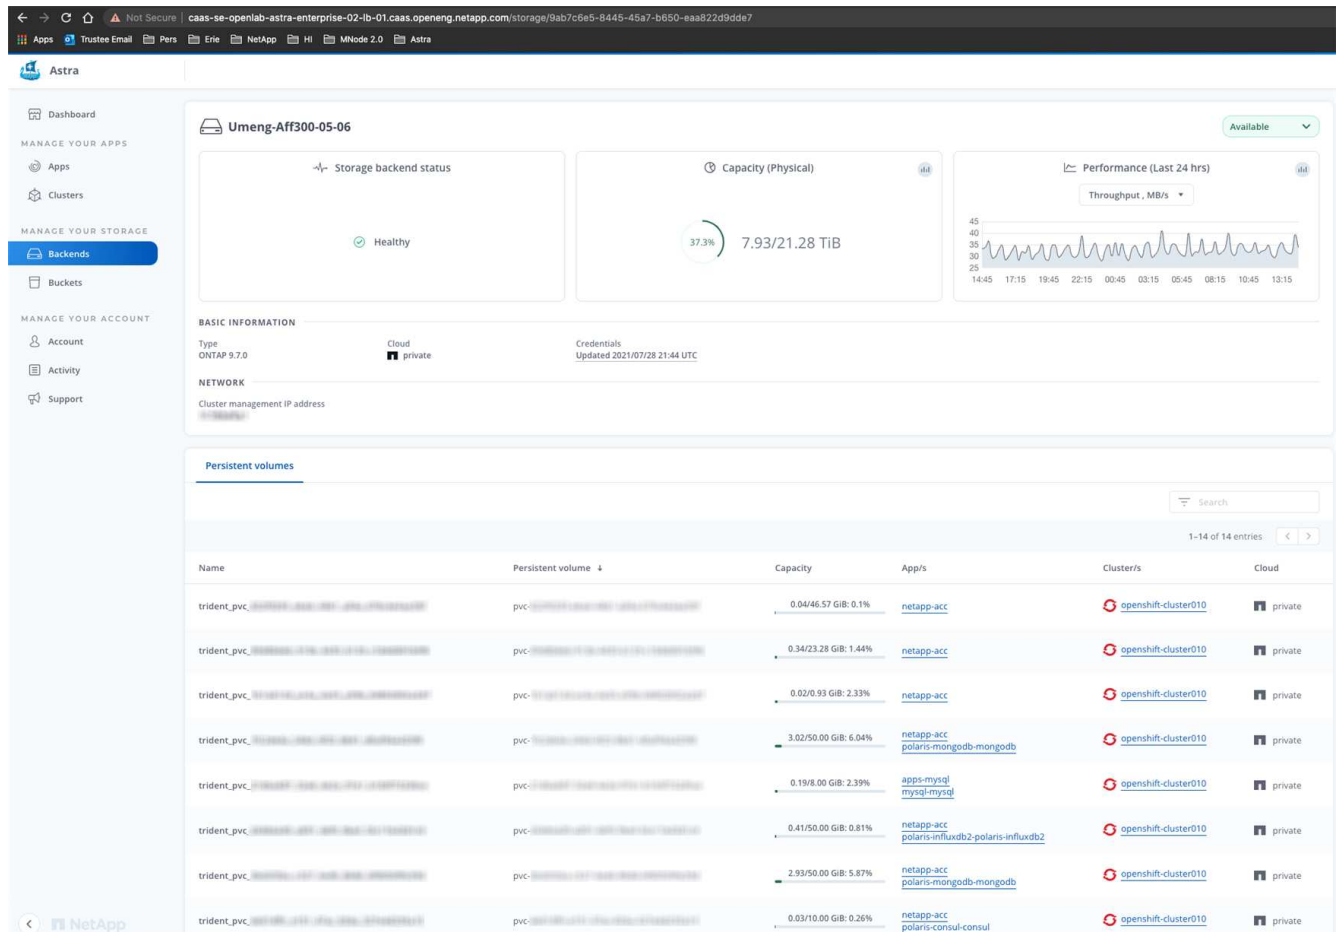 Not Secure | caas-se-openlab-astra-enterprise-02-lb-01.caas.openeng.netapp.com/storage/9ab7c6e5-8445-45a7-b650-eaa822d9dde7
Apps Trustee Email Pers Erie NetApp HI MNode 2.0 Astra
Astra
Dashboard
MANAGE YOUR APPS
Apps
Clusters
MANAGE YOUR STORAGE
Backends
Buckets
MANAGE YOUR ACCOUNT
Account
Activity
Support
NetApp
Umeng-Aff300-05-06
Available
Storage backend status
Healthy
Capacity (Physical)
37.3%
7.93/21.28 TiB
Performance (Last 24 hrs)
Throughput , MB/s
45
40
35
30
25
14:45 17:15 19:45 22:15 00:45 03:15 05:45 08:15 10:45 13:15
BASIC INFORMATION
Type Cloud Credentials
ONTAP 9.7.0 private Updated 2021/07/28 21:44 UTC
NETWORK
Cluster management IP address
Persistent volumes
Search
1–14 of 14 entries
Name Persistent volume Capacity App/s Cluster/s Cloud
trident_pvc_ pvc- 0.04/46.57 GiB: 0.1% netapp-acc openshift-cluster010 private
trident_pvc_ pvc- 0.34/23.28 GiB: 1.44% netapp-acc openshift-cluster010 private
trident_pvc_ pvc- 0.02/0.93 GiB: 2.33% netapp-acc openshift-cluster010 private
trident_pvc_ pvc- 3.02/50.00 GiB: 6.04% netapp-acc openshift-cluster010 private
polaris-mongodb-mongodb
trident_pvc_ pvc- 0.19/8.00 GiB: 2.39% apps-mysql openshift-cluster010 private
mysql-mysql
trident_pvc_ pvc- 0.41/50.00 GiB: 0.81% netapp-acc openshift-cluster010 private
polaris-influxdb2-polaris-influxdb2
trident_pvc_ pvc- 2.93/50.00 GiB: 5.87% netapp-acc openshift-cluster010 private
polaris-mongodb-mongodb
trident_pvc_ pvc- 0.03/10.00 GiB: 0.26% netapp-acc openshift-cluster010 private
polaris-consul-consul